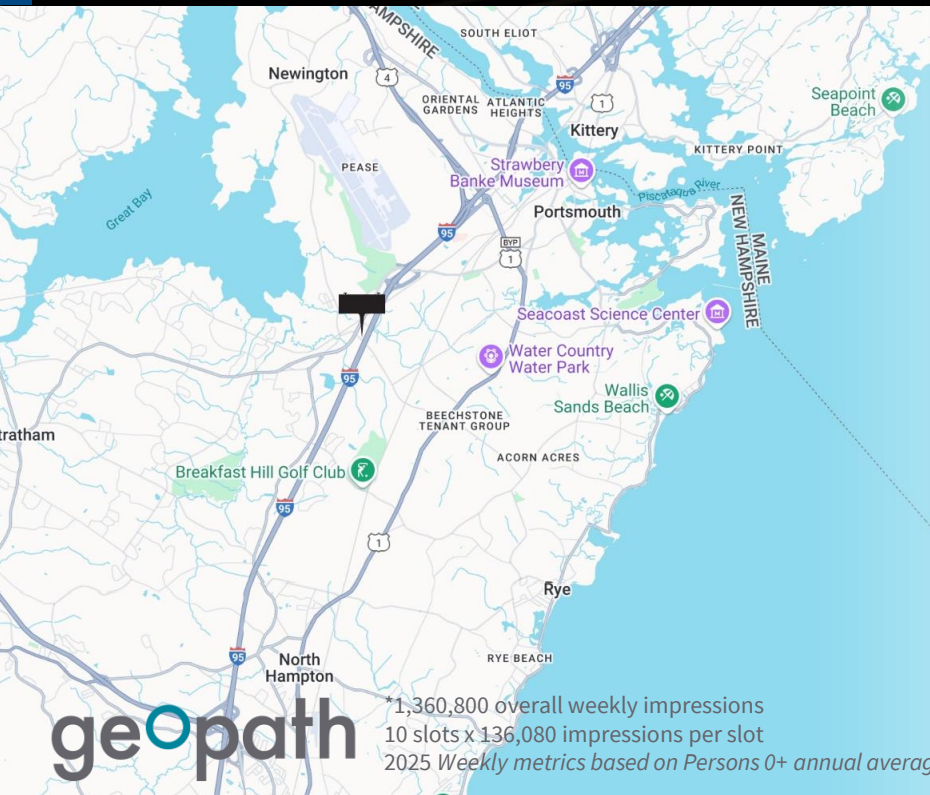 AMPSHIRE
SOUTH ELIOT
Newington
4
95
1
ORIENTAL
GARDENS
ATLANTIC
HEIGHTS
Seapoint
Beach
Kittery
KITTERY POINT
PEASE
Strawbery
Banke Museum
Piscataqua River
Great Bay
Portsmouth
95
BYP
1
MAINE
NEW HAMPSHIRE
Seacoast Science Center
Water Country
Water Park
95
Wallis
Sands Beach
BEECHSTONE
TENANT GROUP
tratham
ACORN ACRES
Breakfast Hill Golf Club
95
1
Rye
95
North
Hampton
RYE BEACH
geopath
*1,360,800 overall weekly impressions
10 slots x 136,080 impressions per slot
2025 Weekly metrics based on Persons 0+ annual averag